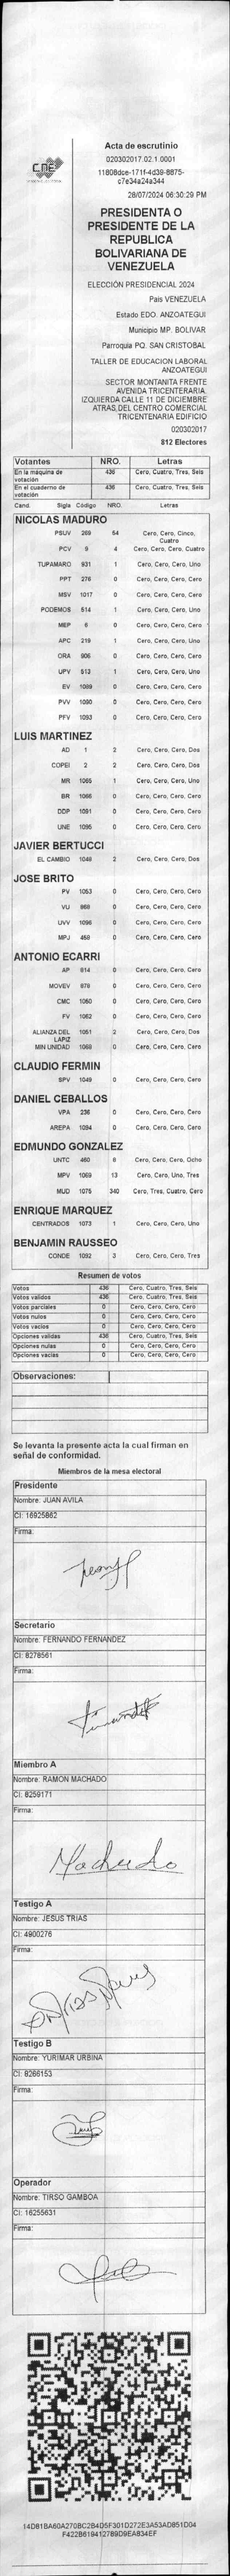 CNE
Acta de escrutinio
020302017.02.1.0001
11808dce-171f-4d39-8875-
c7e34a24a344
28/07/2024 06:30:29 PM
PRESIDENTA O
PRESIDENTE DE LA
REPUBLICA
BOLIVARIANA DE
VENEZUELA
ELECCIÓN PRESIDENCIAL 2024
País VENEZUELA
Estado EDO. ANZOATEGUI
Municipio MP. BOLIVAR
Parroquia PQ. SAN CRISTOBAL
TALLER DE EDUCACION LABORAL
ANZOATEGUI
SECTOR MONTANITA FRENTE
AVENIDA TRICENTENARIA,
IZQUIERDA CALLE 11 DE DICIEMBRE
ATRAS, DEL CENTRO COMERCIAL
TRICENTENARIA EDIFICIO
020302017
812 Electores
Votantes NRO. Letras
En la máquina de votación 436 Cero, Cuatro, Tres, Seis
En el cuaderno de votación 436 Cero, Cuatro, Tres, Seis
Cand. Sigla Código NRO. Letras
NICOLAS MADURO
PSUV 269 54 Cero, Cero, Cinco, Cuatro
PCV 9 4 Cero, Cero, Cero, Cuatro
TUPAMARO 931 1 Cero, Cero, Cero, Uno
PPT 276 0 Cero, Cero, Cero, Cero
MSV 1017 0 Cero, Cero, Cero, Cero
PODEMOS 514 1 Cero, Cero, Cero, Uno
MEP 6 0 Cero, Cero, Cero, Cero
APC 219 1 Cero, Cero, Cero, Uno
ORA 906 0 Cero, Cero, Cero, Cero
UPV 513 1 Cero, Cero, Cero, Uno
EV 1089 0 Cero, Cero, Cero, Cero
PVV 1090 0 Cero, Cero, Cero, Cero
PFV 1093 0 Cero, Cero, Cero, Cero
LUIS MARTINEZ
AD 1 2 Cero, Cero, Cero, Dos
COPEI 2 2 Cero, Cero, Cero, Dos
MR 1065 1 Cero, Cero, Cero, Uno
BR 1066 0 Cero, Cero, Cero, Cero
DDP 1091 0 Cero, Cero, Cero, Cero
UNE 1095 0 Cero, Cero, Cero, Cero
JAVIER BERTUCCI
EL CAMBIO 1048 2 Cero, Cero, Cero, Dos
JOSE BRITO
PV 1053 0 Cero, Cero, Cero, Cero
VU 868 0 Cero, Cero, Cero, Cero
UVV 1096 0 Cero, Cero, Cero, Cero
MPJ 459 0 Cero, Cero, Cero, Cero
ANTONIO ECARRI
AP 914 0 Cero, Cero, Cero, Cero
MOVEV 978 0 Cero, Cero, Cero, Cero
CMC 1060 0 Cero, Cero, Cero, Cero
FV 1062 0 Cero, Cero, Cero, Cero
ALIANZA DEL LAPIZ 1051 2 Cero, Cero, Cero, Dos
MIN UNIDAD 1068 0 Cero, Cero, Cero, Cero
CLAUDIO FERMIN
SPV 1049 0 Cero, Cero, Cero, Cero
DANIEL CEBALLOS
VPA 236 0 Cero, Cero, Cero, Cero
AREPA 1094 0 Cero, Cero, Cero, Cero
EDMUNDO GONZALEZ
UNTC 460 8 Cero, Cero, Cero, Ocho
MPV 1069 13 Cero, Cero, Uno, Tres
MUD 1075 340 Cero, Tres, Cuatro, Cero
ENRIQUE MARQUEZ
CENTRADOS 1073 1 Cero, Cero, Cero, Uno
BENJAMIN RAUSSEO
CONDE 1092 3 Cero, Cero, Cero, Tres
Resumen de votos
Votos 436 Cero, Cuatro, Tres, Seis
Votos validos 436 Cero, Cuatro, Tres, Seis
Votos parciales 0 Cero, Cero, Cero, Cero
Votos nulos 0 Cero, Cero, Cero, Cero
Votos vacios 0 Cero, Cero, Cero, Cero
Opciones validas 436 Cero, Cuatro, Tres, Seis
Opciones nulas 0 Cero, Cero, Cero, Cero
Opciones vacias 0 Cero, Cero, Cero, Cero
Observaciones:
Se levanta la presente acta la cual firman en
señal de conformidad.
Miembros de la mesa electoral
Presidente
Nombre: JUAN AVILA
CI: 16925862
Firma:
Secretario
Nombre: FERNANDO FERNANDEZ
CI: 8278561
Firma:
Miembro A
Nombre: RAMON MACHADO
CI: 8259171
Firma:
Machado
Testigo A
Nombre: JESUS TRIAS
CI: 4900276
Firma:
Testigo B
Nombre: YURIMAR URBINA
CI: 8266153
Firma:
Operador
Nombre: TIRSO GAMBOA
CI: 16255631
Firma:
14D81BA60A270BC2B4D5F301D272E3A53AD851D04
F422B619412789D9EA834EF